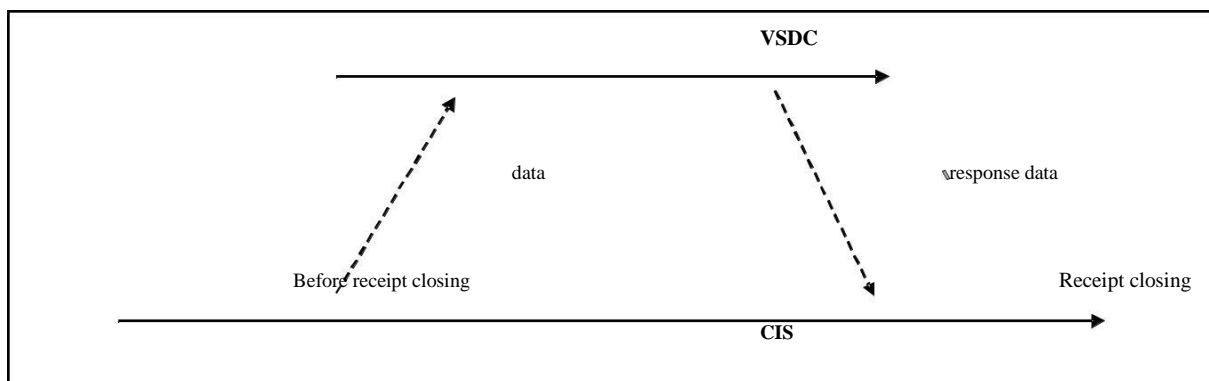 VSDC
data
response data
Before receipt closing
Receipt closing
CIS